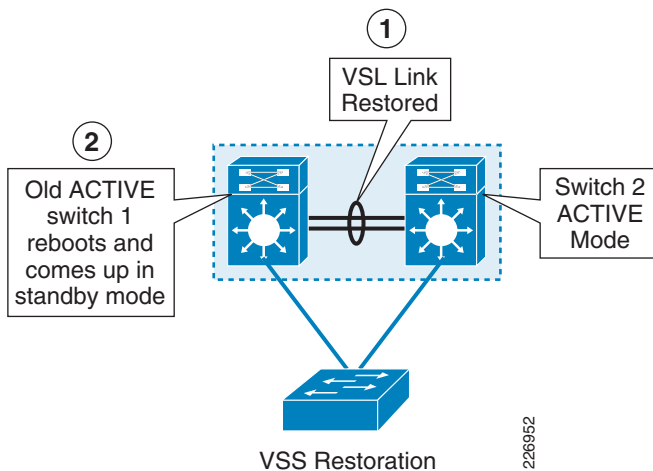 1
VSL Link
Restored
2
Old ACTIVE
switch 1
reboots and
comes up in
standby mode
Switch 2
ACTIVE
Mode
VSS Restoration
226952